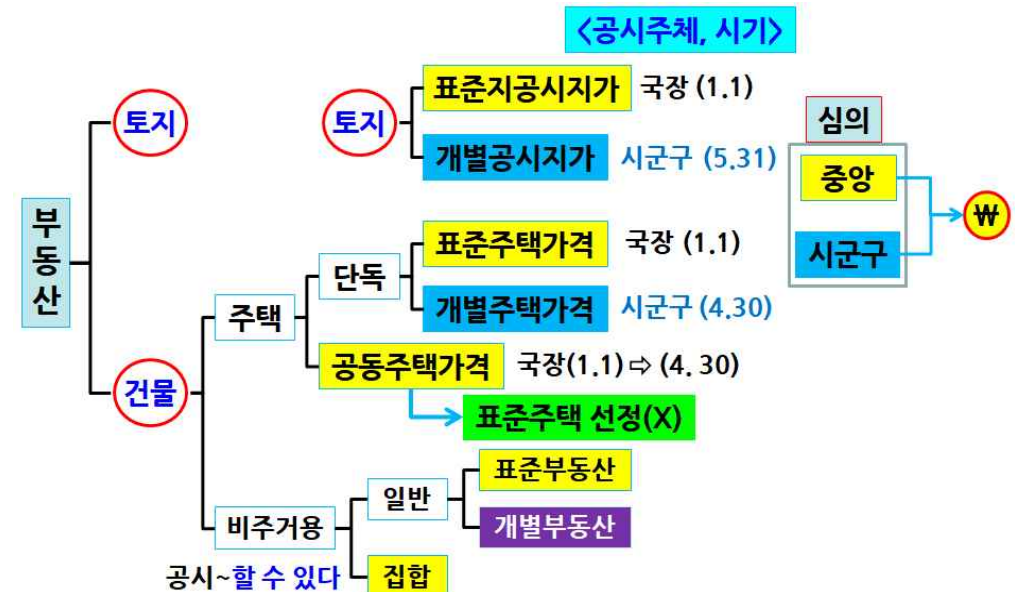 <공시주체, 시기>
부동산
토지
토지
표준지공시지가 국장 (1.1)
개별공시지가 시군구 (5.31)
심의
중앙
시군구
₩
건물
주택
단독
표준주택가격 국장 (1.1)
개별주택가격 시군구 (4.30)
공동주택가격 국장(1.1)⇨(4. 30)
표준주택 선정(X)
비주거용
일반
표준부동산
개별부동산
공시~할 수 있다
집합